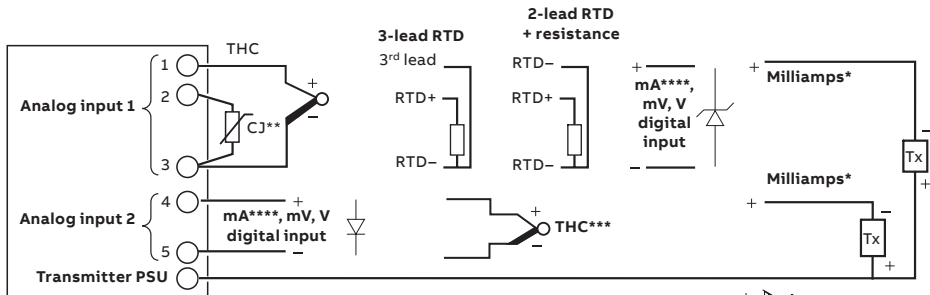 2-lead RTD
+ resistance
3-lead RTD
3rd lead
THC
1
2
3
Analog input 1
+
−
CJ**
RTD+
RTD−
RTD−
RTD+
RTD−
+
mA****,
mV, V
digital
input
−
+
Milliamps*
−
Tx
+
Analog input 2
4
5
+
mA****, mV, V
digital input
−
+
THC***
−
Milliamps*
+
−
Tx
+
Transmitter PSU
+